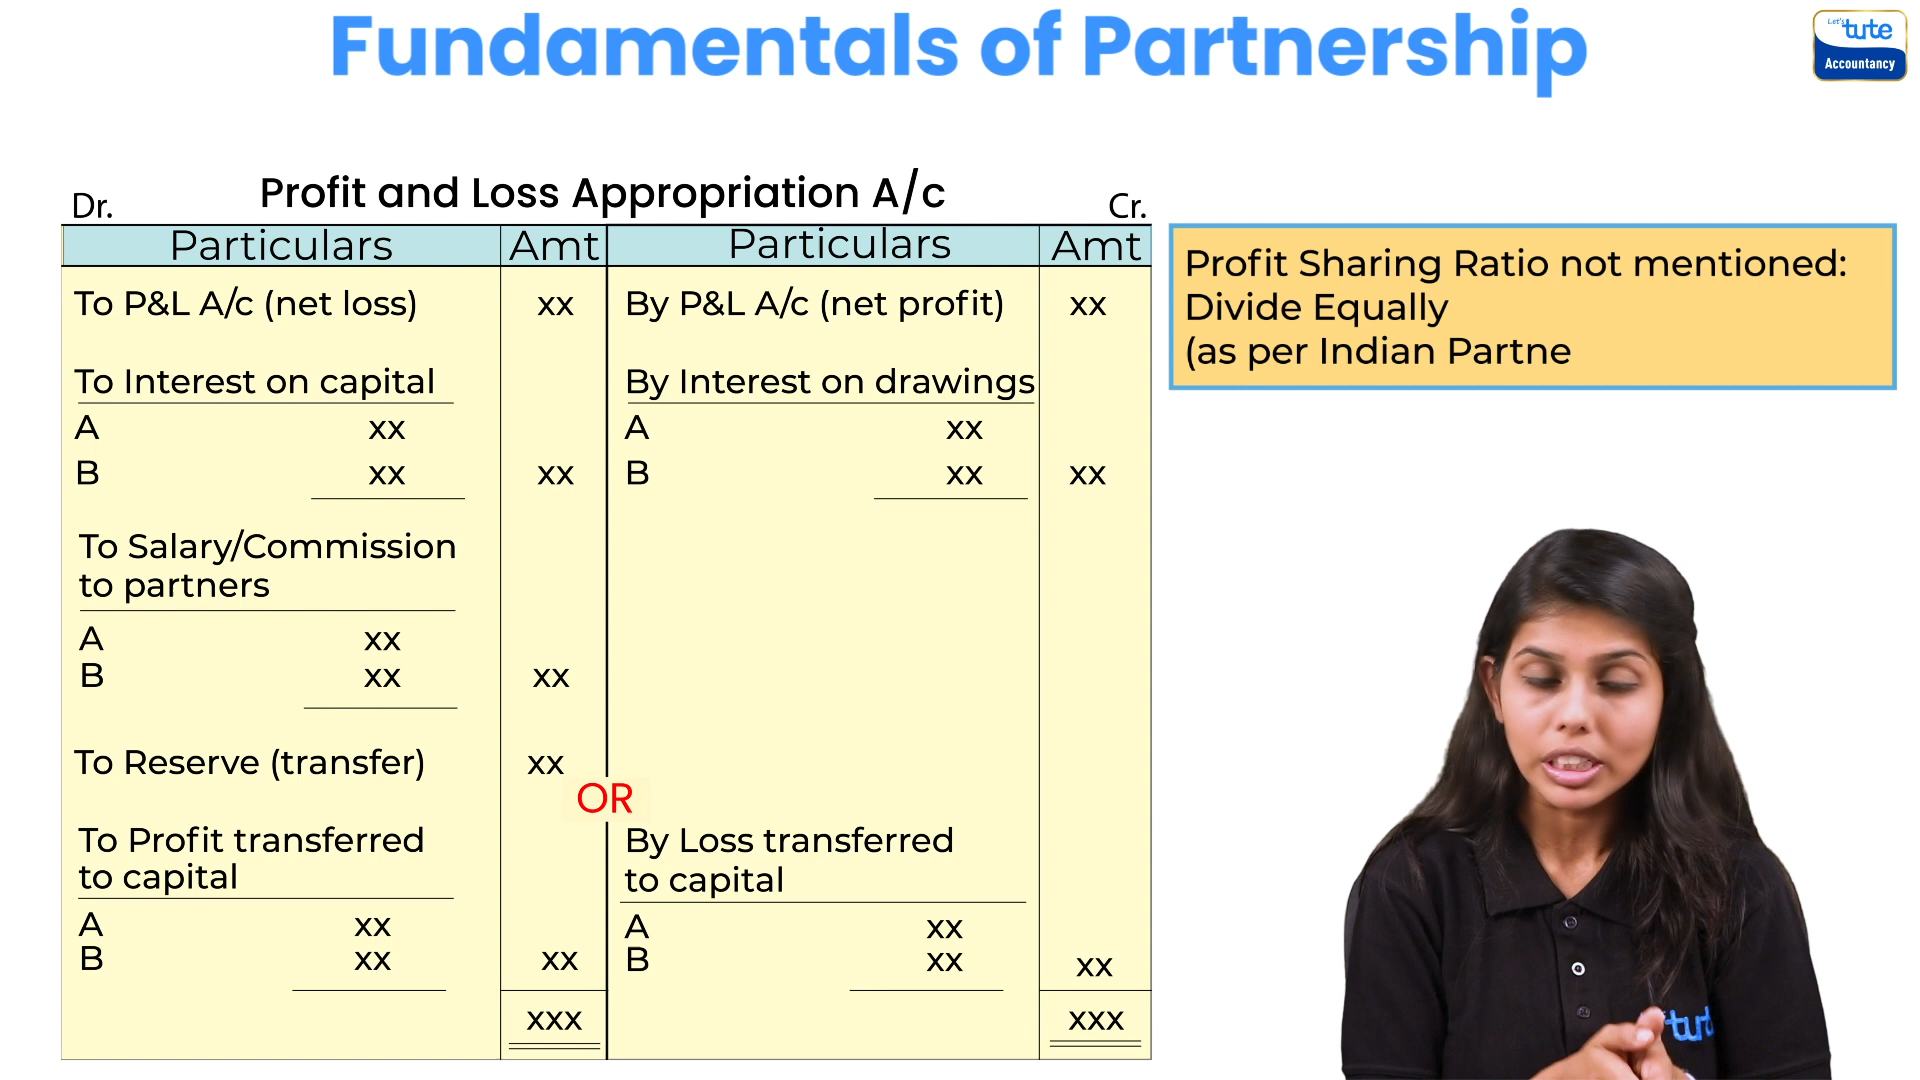 Fundamentals of Partnership
Let's
tute
Accountancy
Dr.
Profit and Loss Appropriation A/c
Cr.
Particulars Amt Particulars Amt
To P&L A/c (net loss) xx By P&L A/c (net profit) xx
To Interest on capital By Interest on drawings
A xx A xx
B xx xx B xx xx
To Salary/Commission
to partners
A xx
B xx xx
To Reserve (transfer) xx
OR
To Profit transferred By Loss transferred
to capital to capital
A xx A xx
B xx xx B xx xx
xxx xxx
Profit Sharing Ratio not mentioned:
Divide Equally
(as per Indian Partne
tut